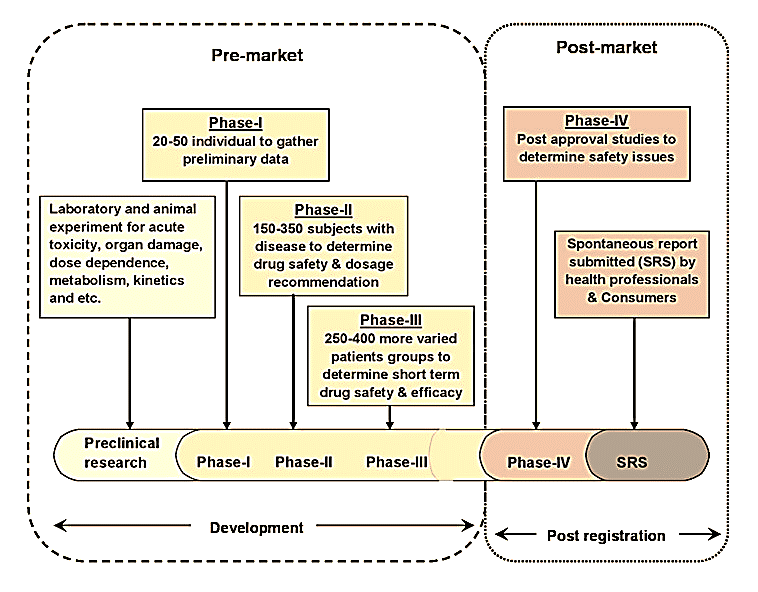 Pre-market
Post-market
Phase-I
20-50 individual to gather
preliminary data
Phase-IV
Post approval studies to
determine safety issues
Laboratory and animal
experiment for acute
toxicity, organ damage,
dose dependence,
metabolism, kinetics
and etc.
Phase-II
150-350 subjects with
disease to determine
drug safety & dosage
recommendation
Spontaneous report
submitted (SRS) by
health professionals
& Consumers
Phase-III
250-400 more varied
patients groups to
determine short term
drug safety & efficacy
Preclinical
research
Phase-I
Phase-II
Phase-III
Phase-IV
SRS
Development
Post registration